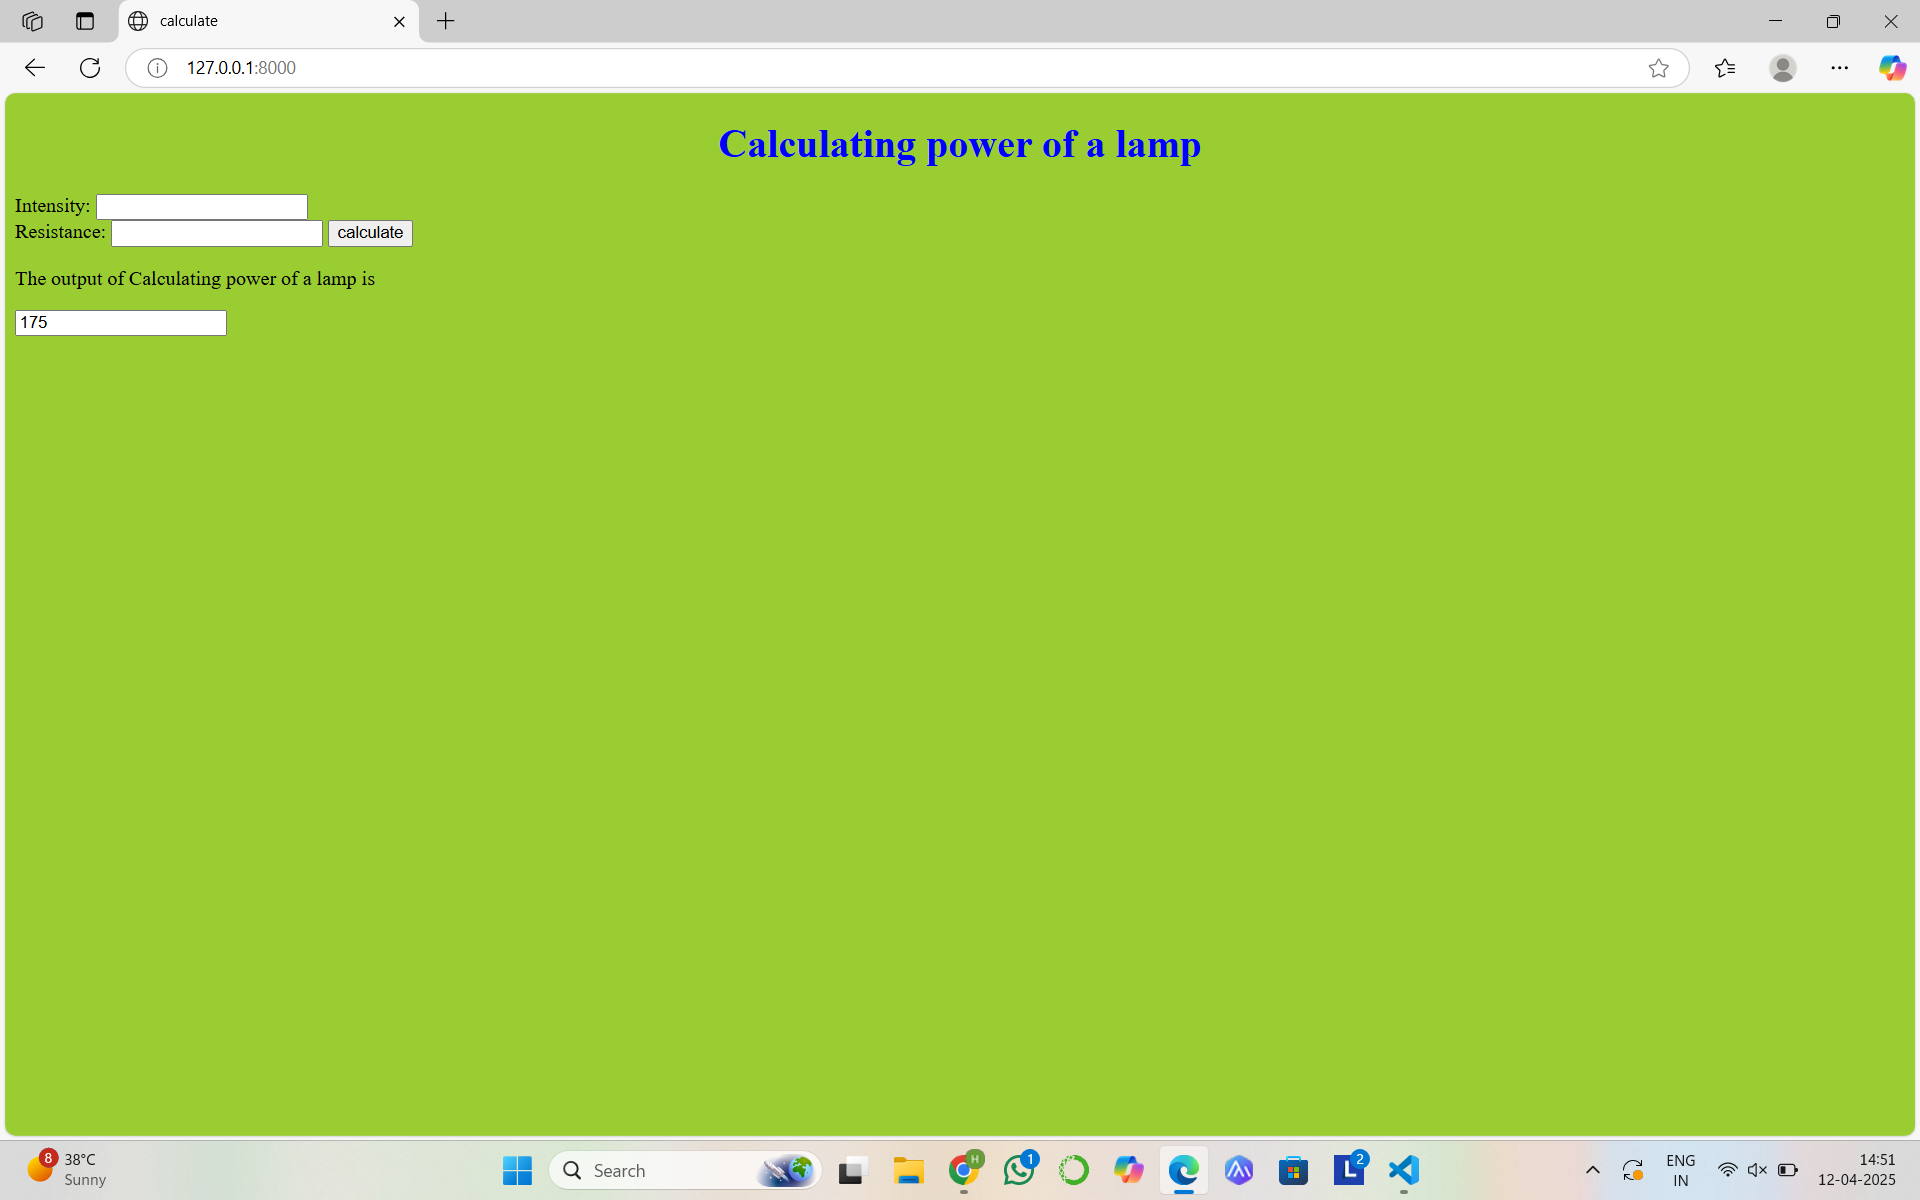 calculate
127.0.0.1:8000
Calculating power of a lamp
Intensity:
Resistance: calculate
The output of Calculating power of a lamp is
175
8
38°C
Sunny
Search
H
1
L
2
ENG
IN
14:51
12-04-2025